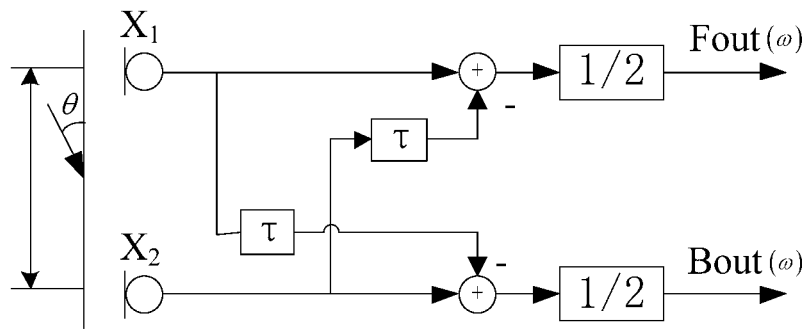 X₁
Fout(ω)
+
1/2
-
θ
τ
τ
X₂
-
Bout(ω)
+
1/2